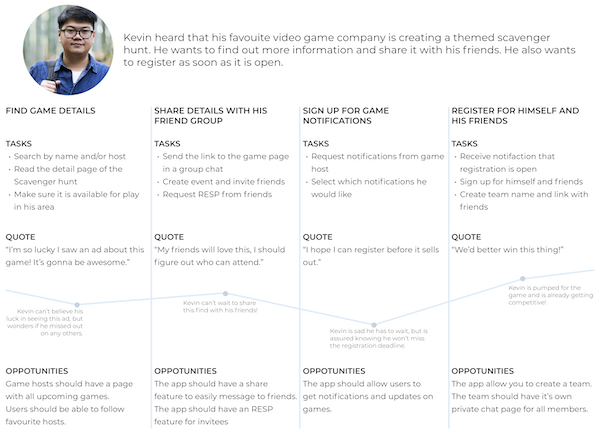 Kevin heard that his favouite video game company is creating a themed scavenger
hunt. He wants to find out more information and share it with his friends. He also wants
to register as soon as it is open.
FIND GAME DETAILS
TASKS
• Search by name and/or host
• Read the detail page of the
Scavenger hunt
• Make sure it is available for play
in his area
QUOTE
“I’m so lucky I saw an ad about this
game! It’s gonna be awesome.”
Kevin can’t believe his
luck in seeing this ad, but
wonders if he missed out
on any others.
OPPOTUNITIES
Game hosts should have a page
with all upcoming games.
Users should be able to follow
favourite hosts.
SHARE DETAILS WITH HIS
FRIEND GROUP
TASKS
• Send the link to the game page
in a group chat
• Create event and invite friends
• Request RESP from friends
QUOTE
“My friends will love this, I should
figure out who can attend.”
Kevin can’t wait to share
this find with his friends!
OPPOTUNITIES
The app should have a share
feature to easily message to friends.
The app should have an RESP
feature for invitees
SIGN UP FOR GAME
NOTIFICATIONS
TASKS
• Request notifications from game
host
• Select which notifications he
would like
QUOTE
“I hope I can register before it sells
out.”
Kevin is sad he has to wait, but is
assured knowing he won’t miss
the registration deadline.
OPPOTUNITIES
The app should allow users to
get notifications and updates on
games.
REGISTER FOR HIMSELF AND
HIS FRIENDS
TASKS
• Receive notifaction that
registration is open
• Sign up for himself and friends
• Create team name and link with
friends
QUOTE
“We’d better win this thing!”
Kevin is pumped for the
game and is already getting
competitive!
OPPOTUNITIES
The app allow you to create a team.
The team should have it’s own
private chat page for all members.